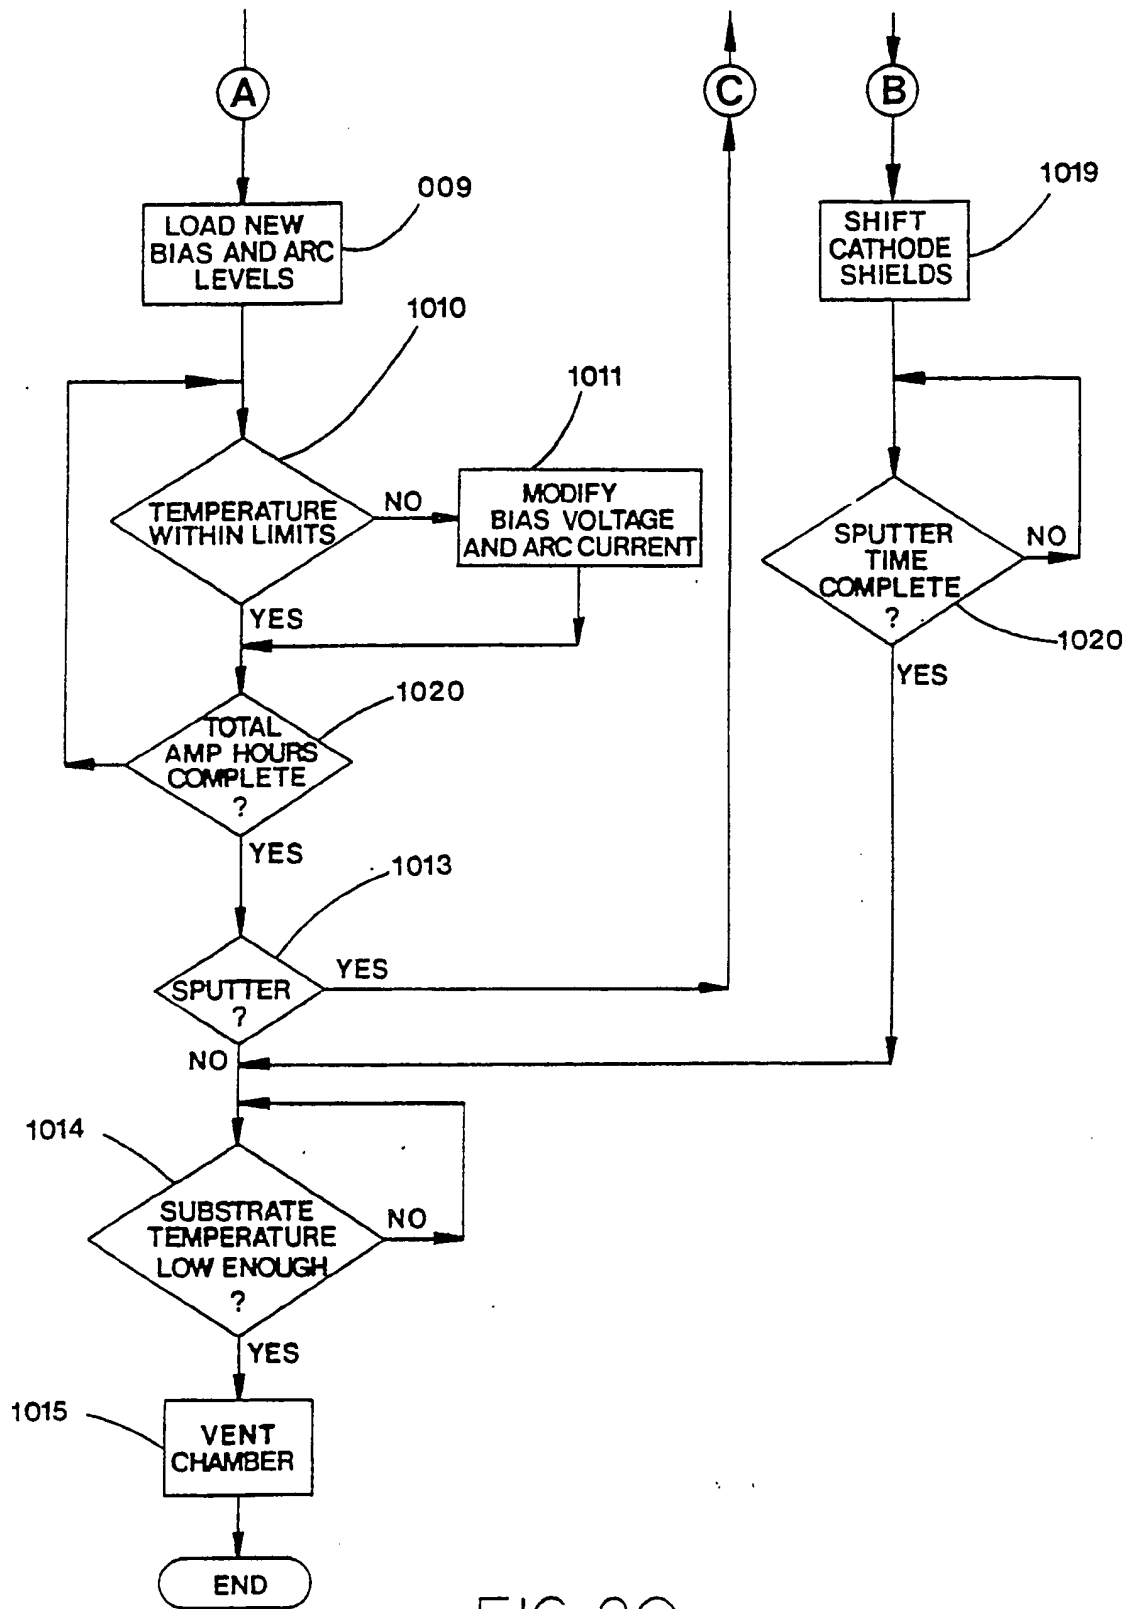 A
C
B
009
LOAD NEW
BIAS AND ARC
LEVELS
1019
SHIFT
CATHODE
SHIELDS
1010
1011
TEMPERATURE
WITHIN LIMITS
NO
MODIFY
BIAS VOLTAGE
AND ARC CURRENT
YES
SPUTTER
TIME
COMPLETE
?
NO
1020
YES
1020
TOTAL
AMP HOURS
COMPLETE
?
YES
1013
SPUTTER
?
YES
NO
1014
SUBSTRATE
TEMPERATURE
LOW ENOUGH
?
NO
YES
1015
VENT
CHAMBER
END